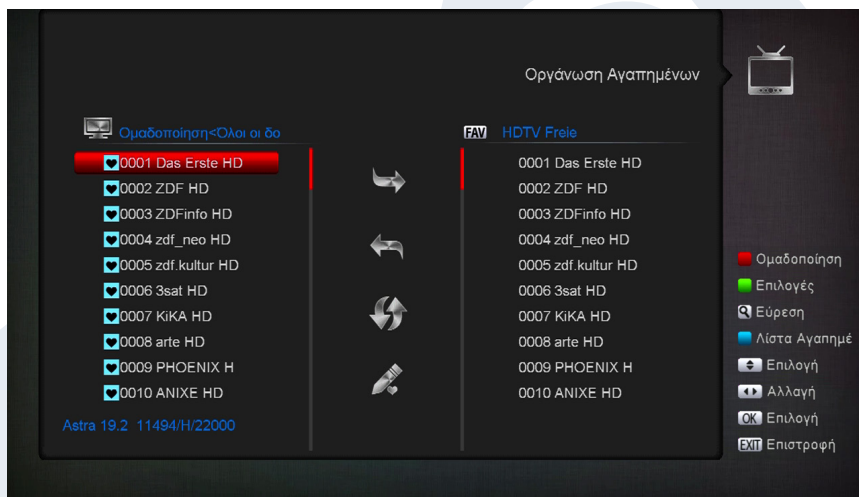 Οργάνωση Αγαπημένων
Ομαδοποίηση<Όλοι οι δο
0001 Das Erste HD
0002 ZDF HD
0003 ZDFinfo HD
0004 zdf_neo HD
0005 zdf.kultur HD
0006 3sat HD
0007 KiKA HD
0008 arte HD
0009 PHOENIX H
0010 ANIXE HD
Astra 19.2 11494/H/22000
FAV HDTV Freie
0001 Das Erste HD
0002 ZDF HD
0003 ZDFinfo HD
0004 zdf_neo HD
0005 zdf.kultur HD
0006 3sat HD
0007 KiKA HD
0008 arte HD
0009 PHOENIX H
0010 ANIXE HD
Ομαδοποίηση
Επιλογές
Εύρεση
Λίστα Αγαπημέ
Επιλογή
Αλλαγή
OK Επιλογή
EXIT Επιστροφή